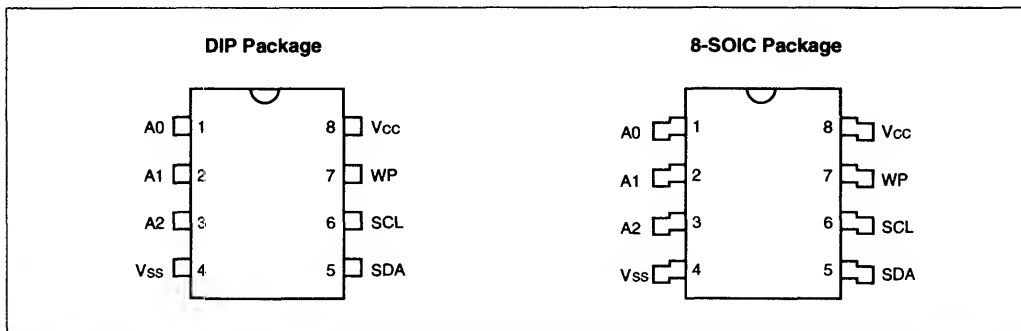 DIP Package
A0 1 8 Vcc
A1 2 7 WP
A2 3 6 SCL
Vss 4 5 SDA
8-SOIC Package
A0 1 8 Vcc
A1 2 7 WP
A2 3 6 SCL
Vss 4 5 SDA